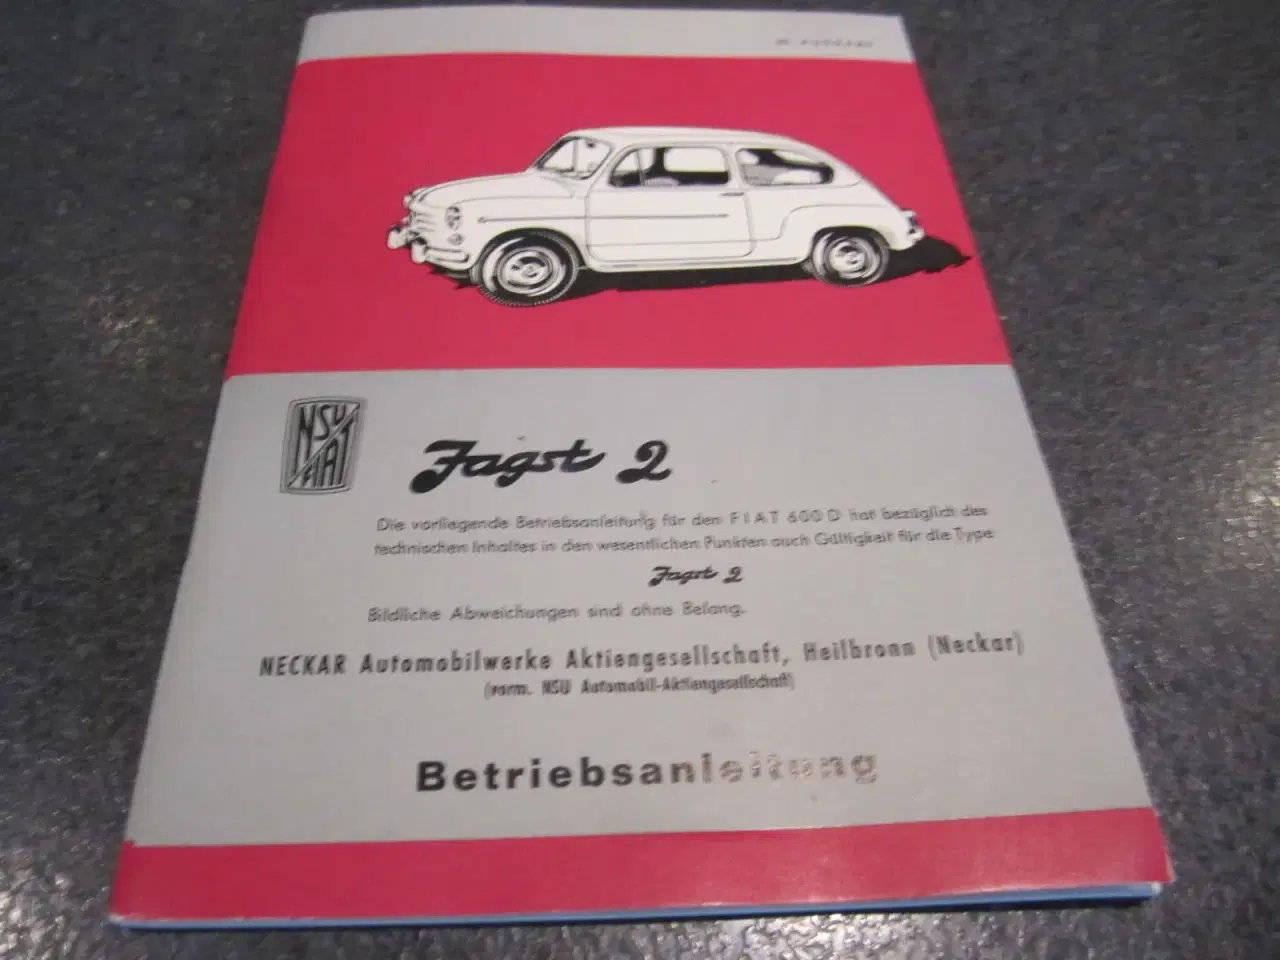 NSU
FIAT
Jagst 2
Die vorliegende Betriebsanleitung für den FIAT 600 D hat bezüglich des
technischen Inhaltes in den wesentlichen Punkten auch Gültigkeit für die Type
Jagst 2
Bildliche Abweichungen sind ohne Belang.
NECKAR Automobilwerke Aktiengesellschaft, Heilbronn (Neckar)
(vorm. NSU Automobil-Aktiengesellschaft)
Betriebsanleitung